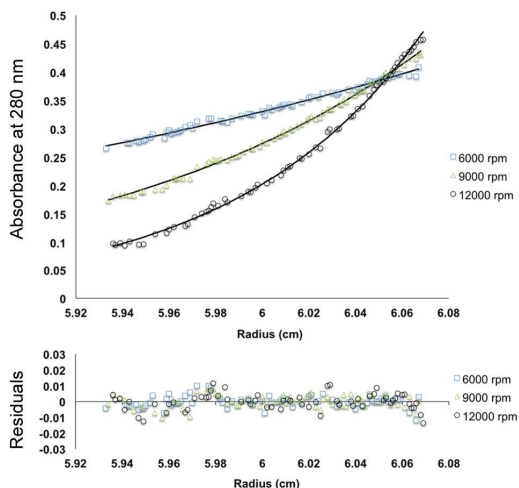 0.5
0.45
0.4
0.35
0.3
0.25
0.2
0.15
0.1
0.05
0
Absorbance at 280 nm
6000 rpm
9000 rpm
12000 rpm
5.92 5.94 5.96 5.98 6 6.02 6.04 6.06 6.08
Radius (cm)
0.03
0.02
0.01
0
-0.01
-0.02
-0.03
Residuals
6000 rpm
9000 rpm
12000 rpm
5.92 5.94 5.96 5.98 6 6.02 6.04 6.06 6.08
Radius (cm)